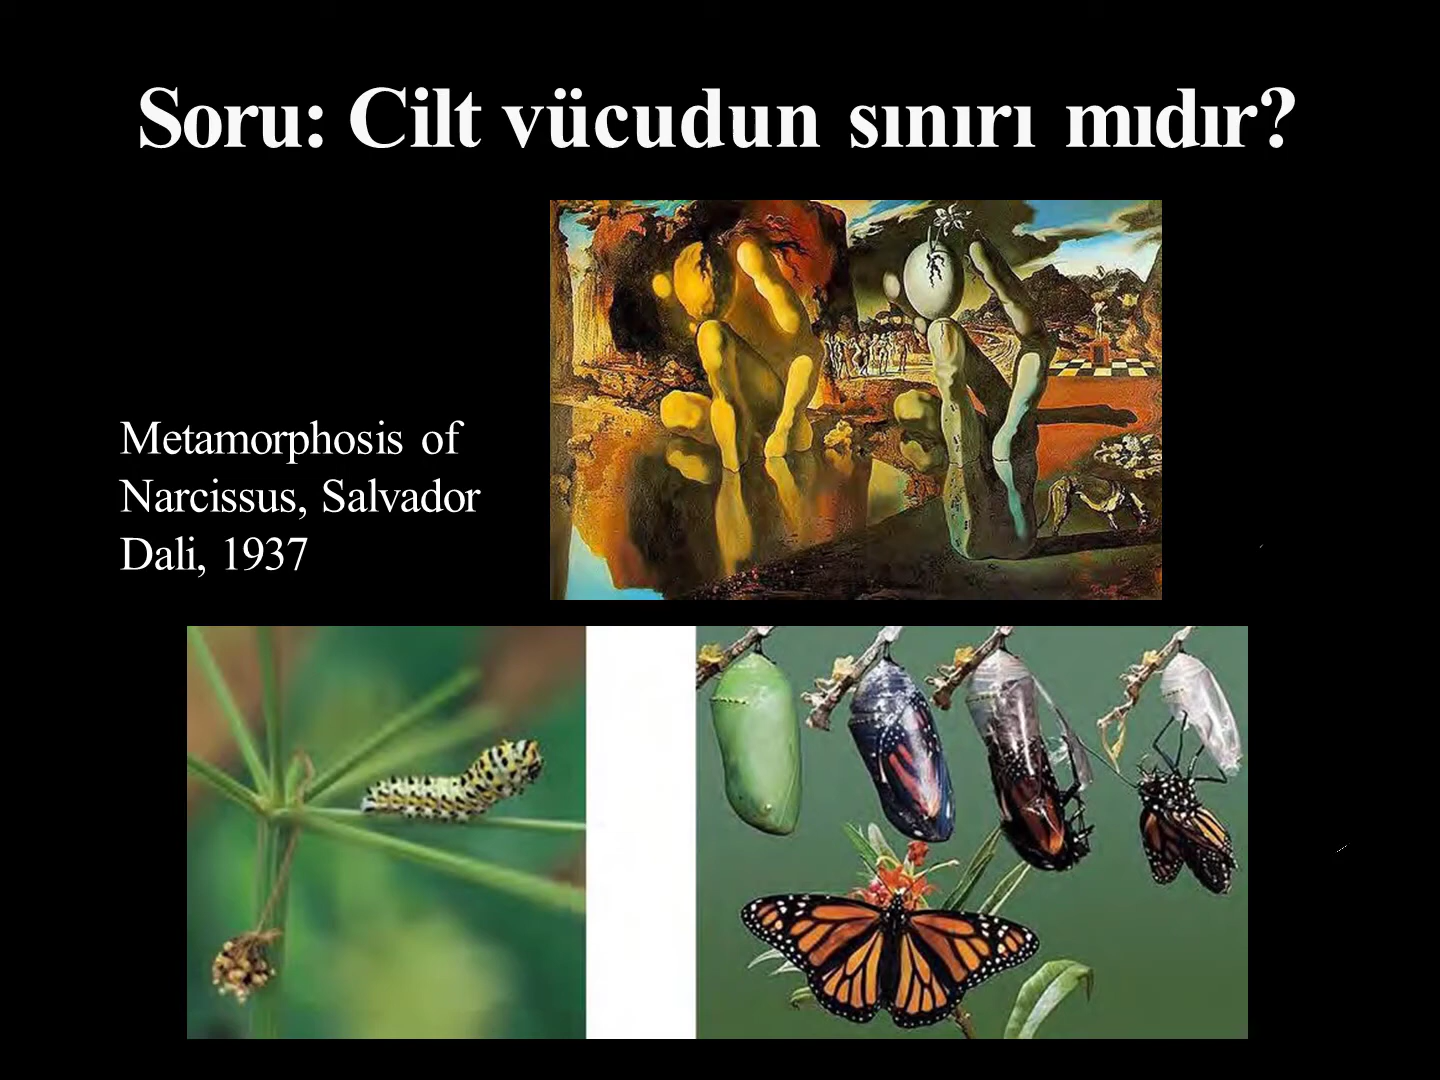 Soru: Cilt vücudun sınırı mıdır?
Metamorphosis of
Narcissus, Salvador
Dali, 1937